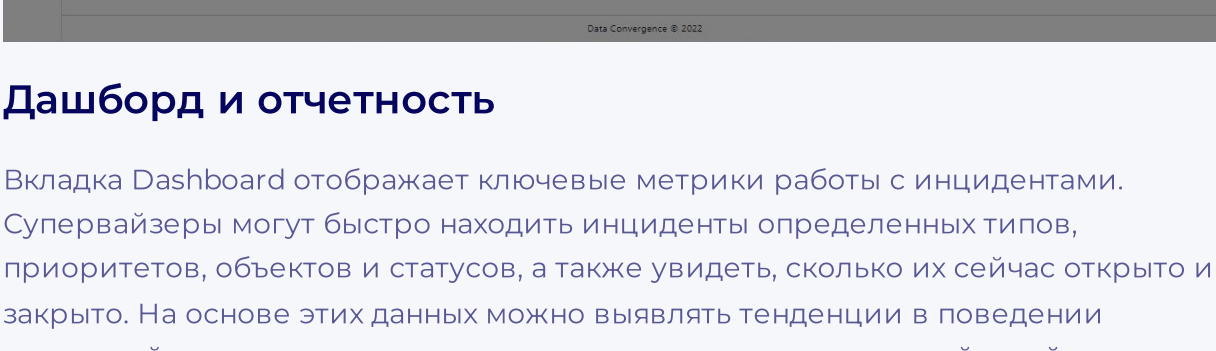 Data Convergence © 2022
Дашборд и отчетность
Вкладка Dashboard отображает ключевые метрики работы с инцидентами.
Супервайзеры могут быстро находить инциденты определенных типов,
приоритетов, объектов и статусов, а также увидеть, сколько их сейчас открыто и
закрыто. На основе этих данных можно выявлять тенденции в поведении